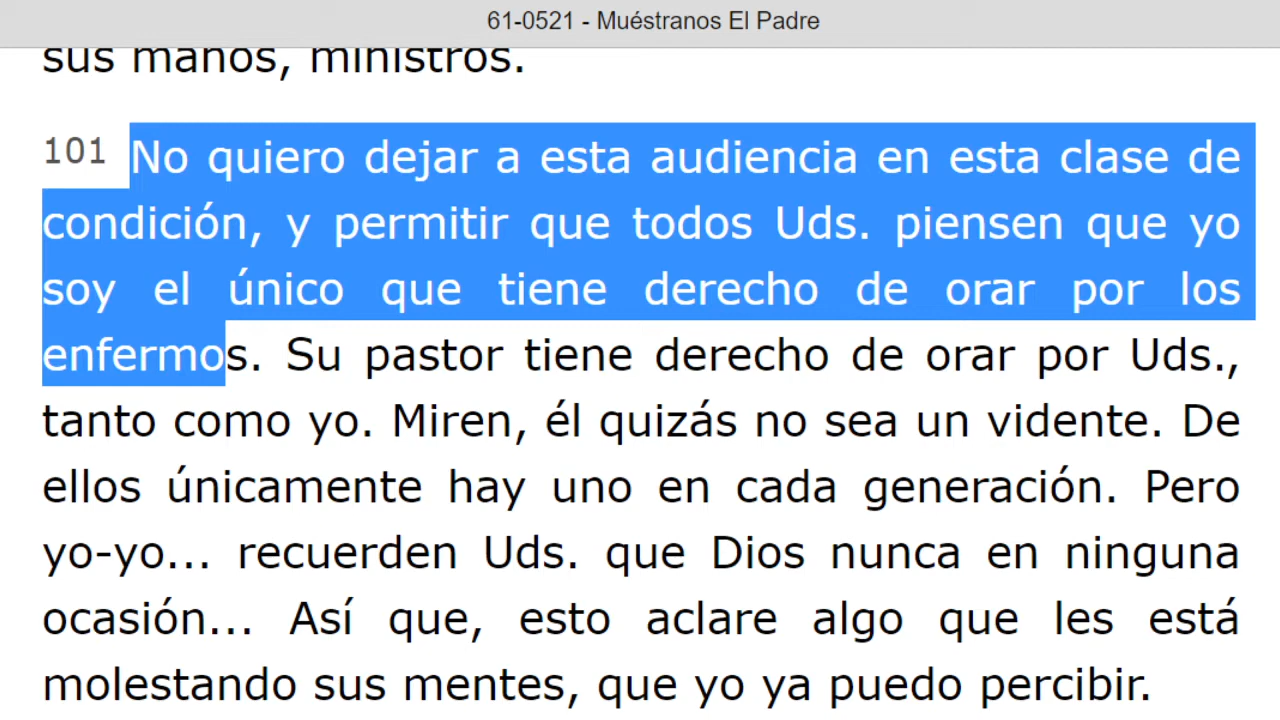 61-0521 - Muéstranos El Padre
sus manos, ministros.
101 No quiero dejar a esta audiencia en esta clase de
condición, y permitir que todos Uds. piensen que yo
soy el único que tiene derecho de orar por los
enfermos. Su pastor tiene derecho de orar por Uds.,
tanto como yo. Miren, él quizás no sea un vidente. De
ellos únicamente hay uno en cada generación. Pero
yo-yo... recuerden Uds. que Dios nunca en ninguna
ocasión... Así que, esto aclare algo que les está
molestando sus mentes, que yo ya puedo percibir.